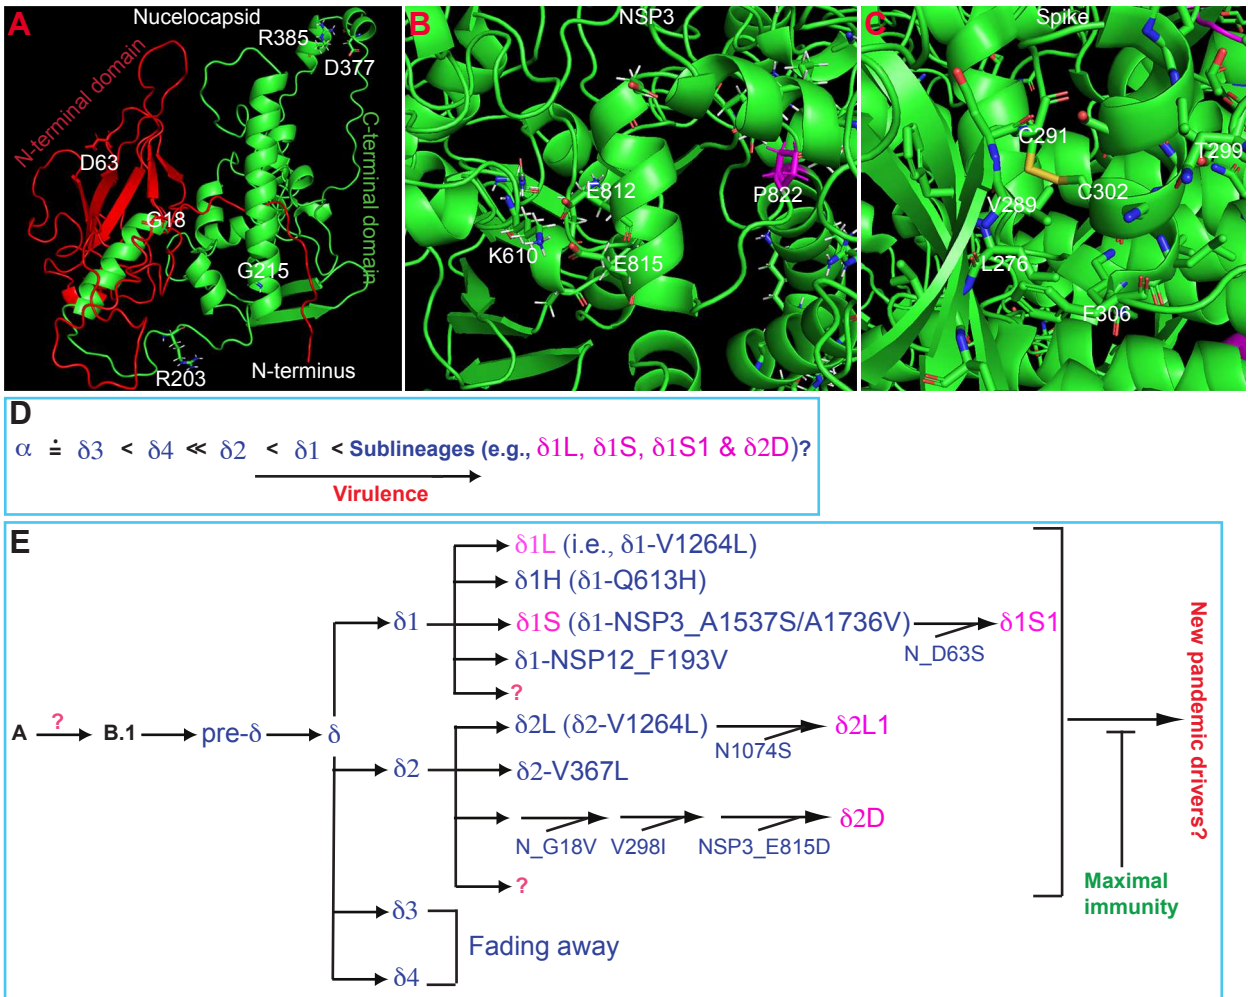 A
Nucelocapsid
R385
D377
N-terminal domain
C-terminal domain
D63
G18
G215
R203
N-terminus
B
NSP3
E812
P822
K610
E815
C
Spike
C291
T299
C302
V289
L276
F306
D
α ≐ δ3 < δ4 ≪ δ2 < δ1 < Sublineages (e.g., δ1L, δ1S, δ1S1 & δ2D)?
Virulence
E
δ1L (i.e., δ1-V1264L)
δ1H (δ1-Q613H)
δ1
δ1S (δ1-NSP3_A1537S/A1736V)
N_D63S
δ1S1
δ1-NSP12_F193V
?
A
?
B.1
pre-δ
δ
δ2L (δ2-V1264L)
N1074S
δ2L1
δ2
δ2-V367L
N_G18V
V298I
NSP3_E815D
δ2D
?
δ3
δ4
Fading away
New pandemic drivers?
Maximal
immunity